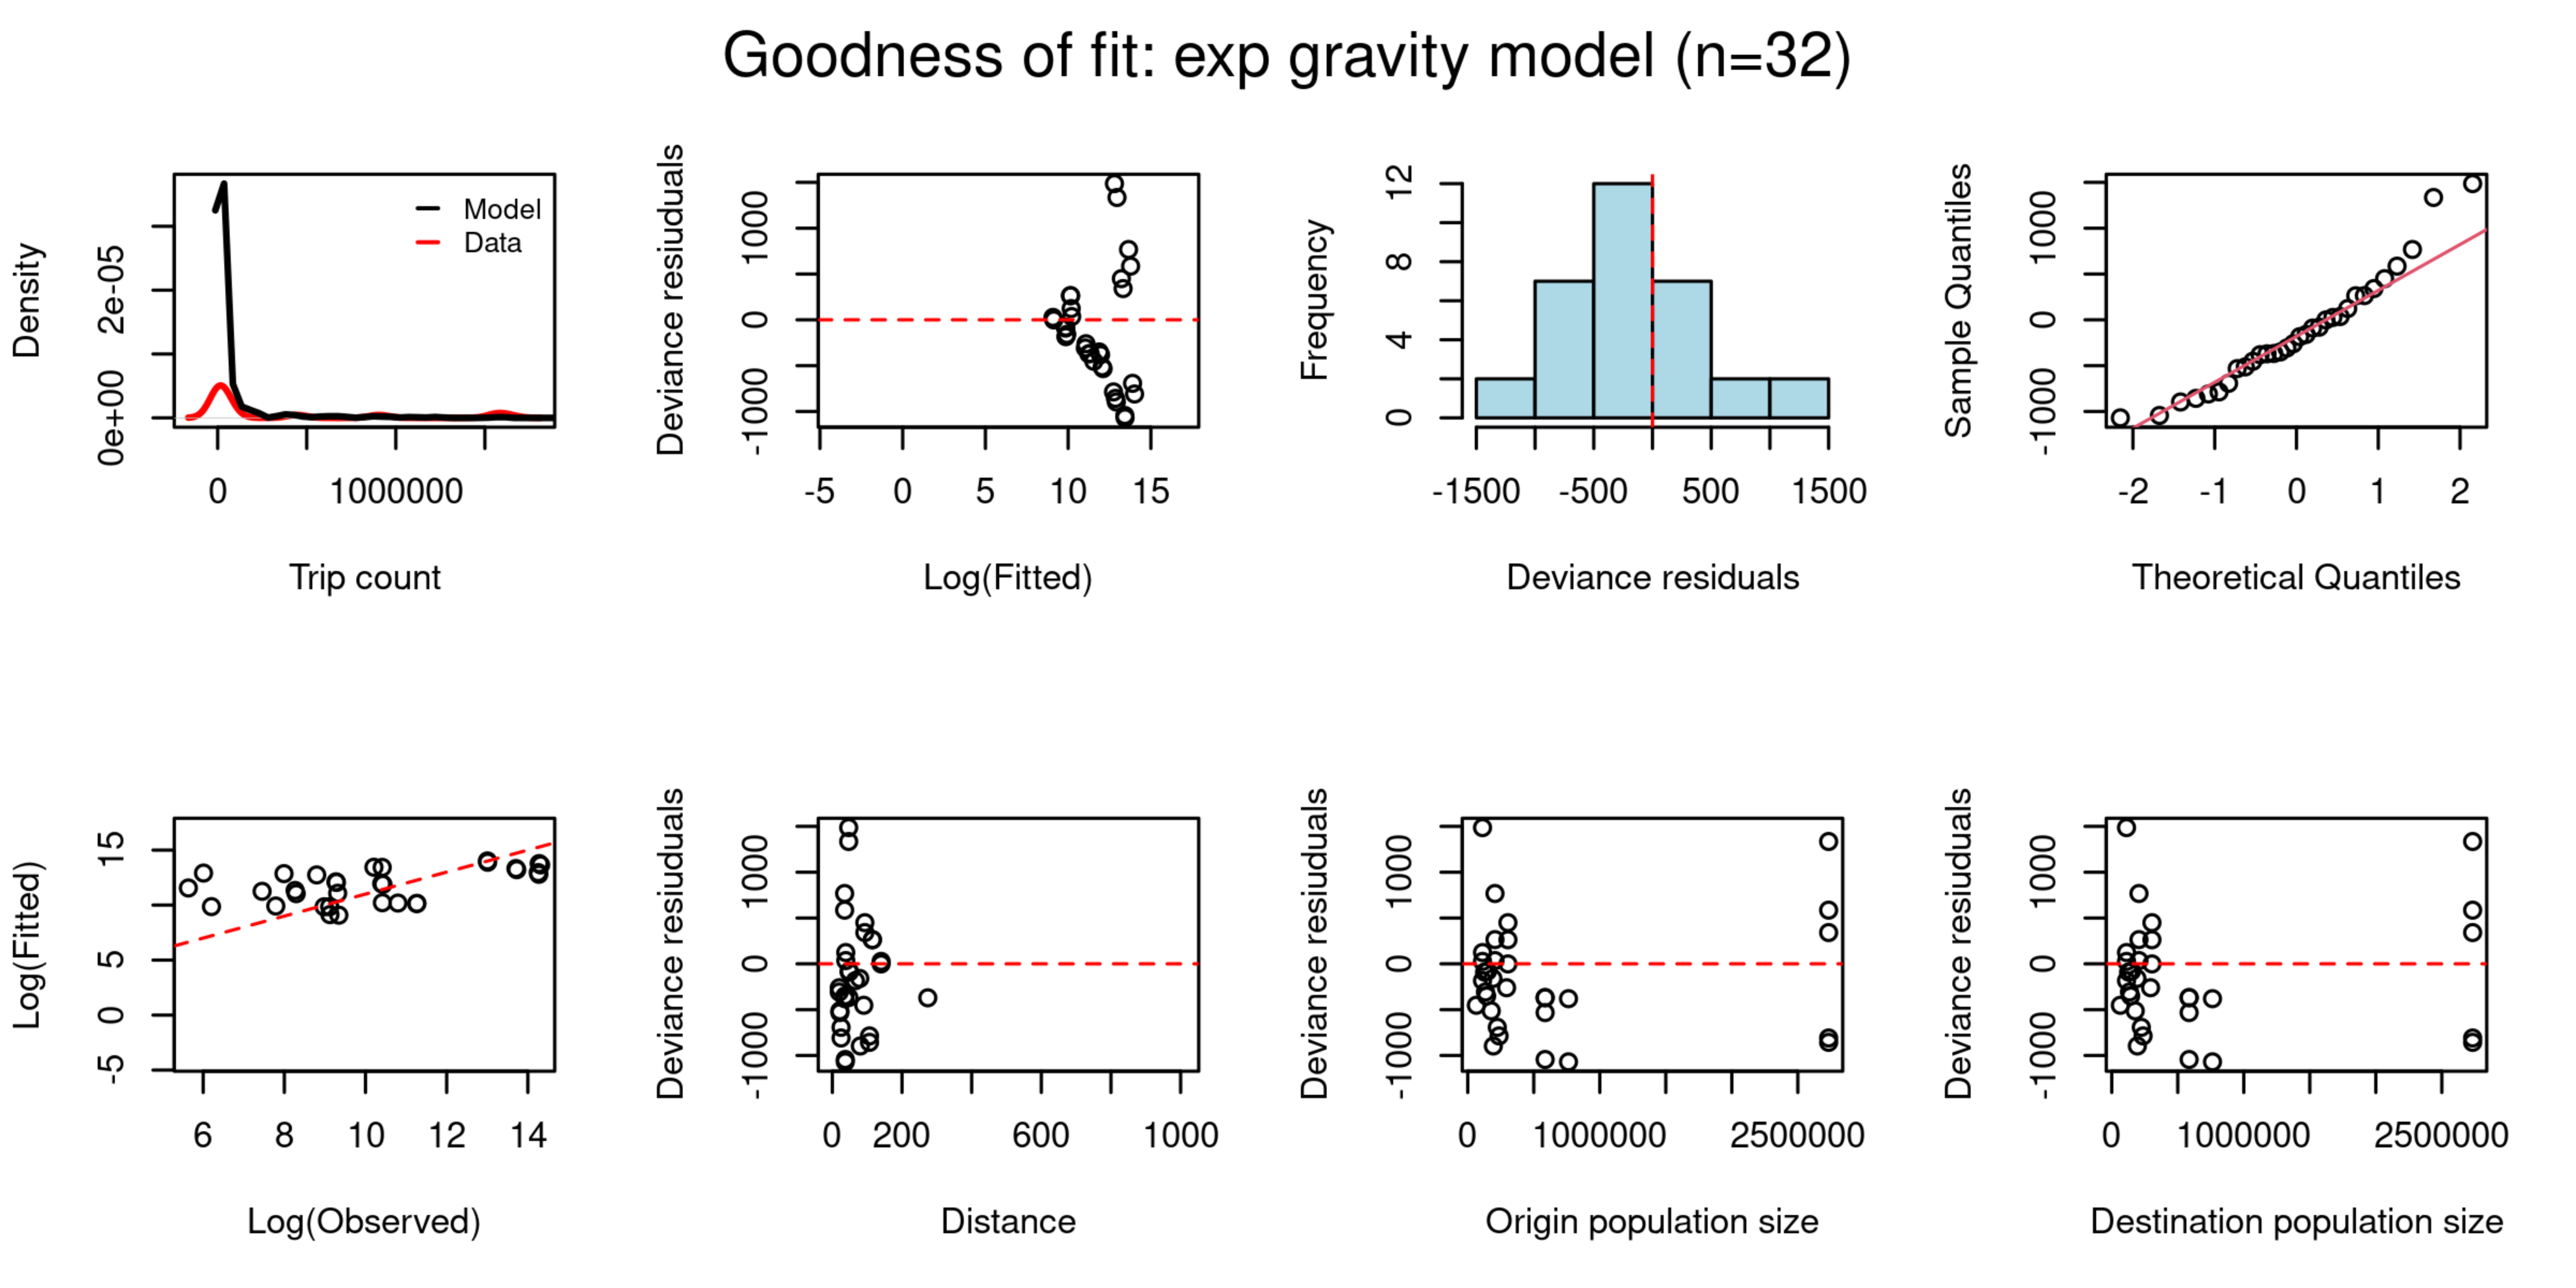 Goodness of fit: exp gravity model (n=32)
Density
0e+00 2e-05
Model
Data
0 1000000
Trip count
Deviance resiuduals
-1000 0 1000
-5 0 5 10 15
Log(Fitted)
Frequency
0 4 8 12
-1500 -500 500 1500
Deviance residuals
Sample Quantiles
-1000 0 1000
-2 -1 0 1 2
Theoretical Quantiles
Log(Fitted)
-5 0 5 15
6 8 10 12 14
Log(Observed)
Deviance resiuduals
-1000 0 1000
0 200 600 1000
Distance
Deviance resiuduals
-1000 0 1000
0 1000000 2500000
Origin population size
Deviance resiuduals
-1000 0 1000
0 1000000 2500000
Destination population size